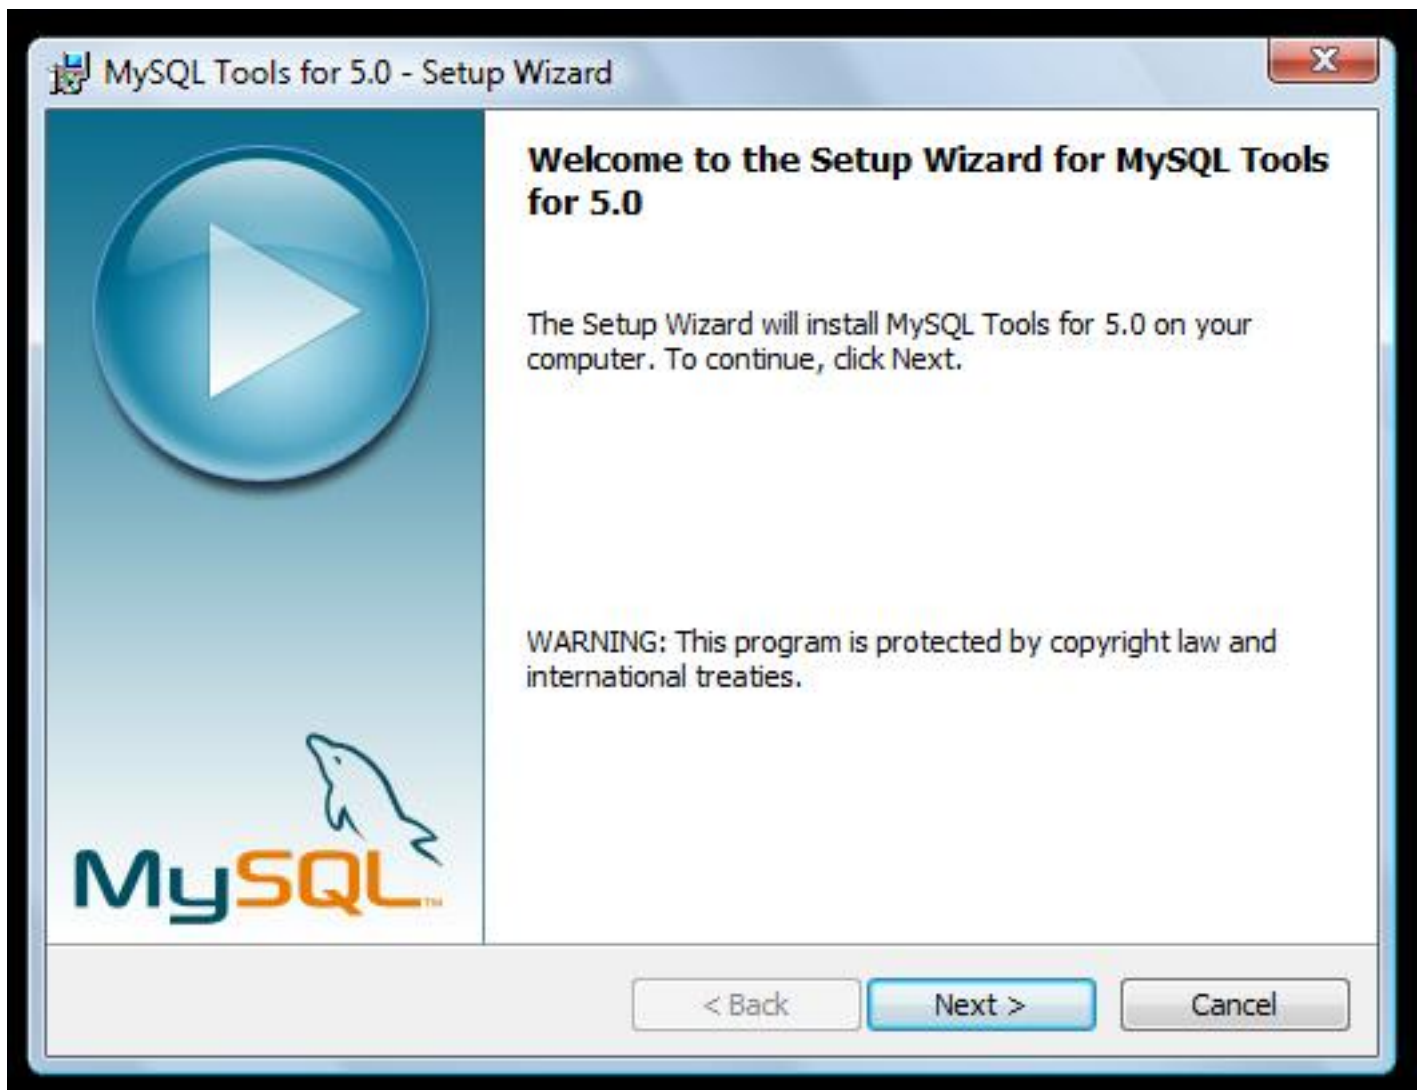 MySQL Tools for 5.0 - Setup Wizard
X
Welcome to the Setup Wizard for MySQL Tools
for 5.0
The Setup Wizard will install MySQL Tools for 5.0 on your
computer. To continue, click Next.
WARNING: This program is protected by copyright law and
international treaties.
MySQL™
< Back
Next >
Cancel